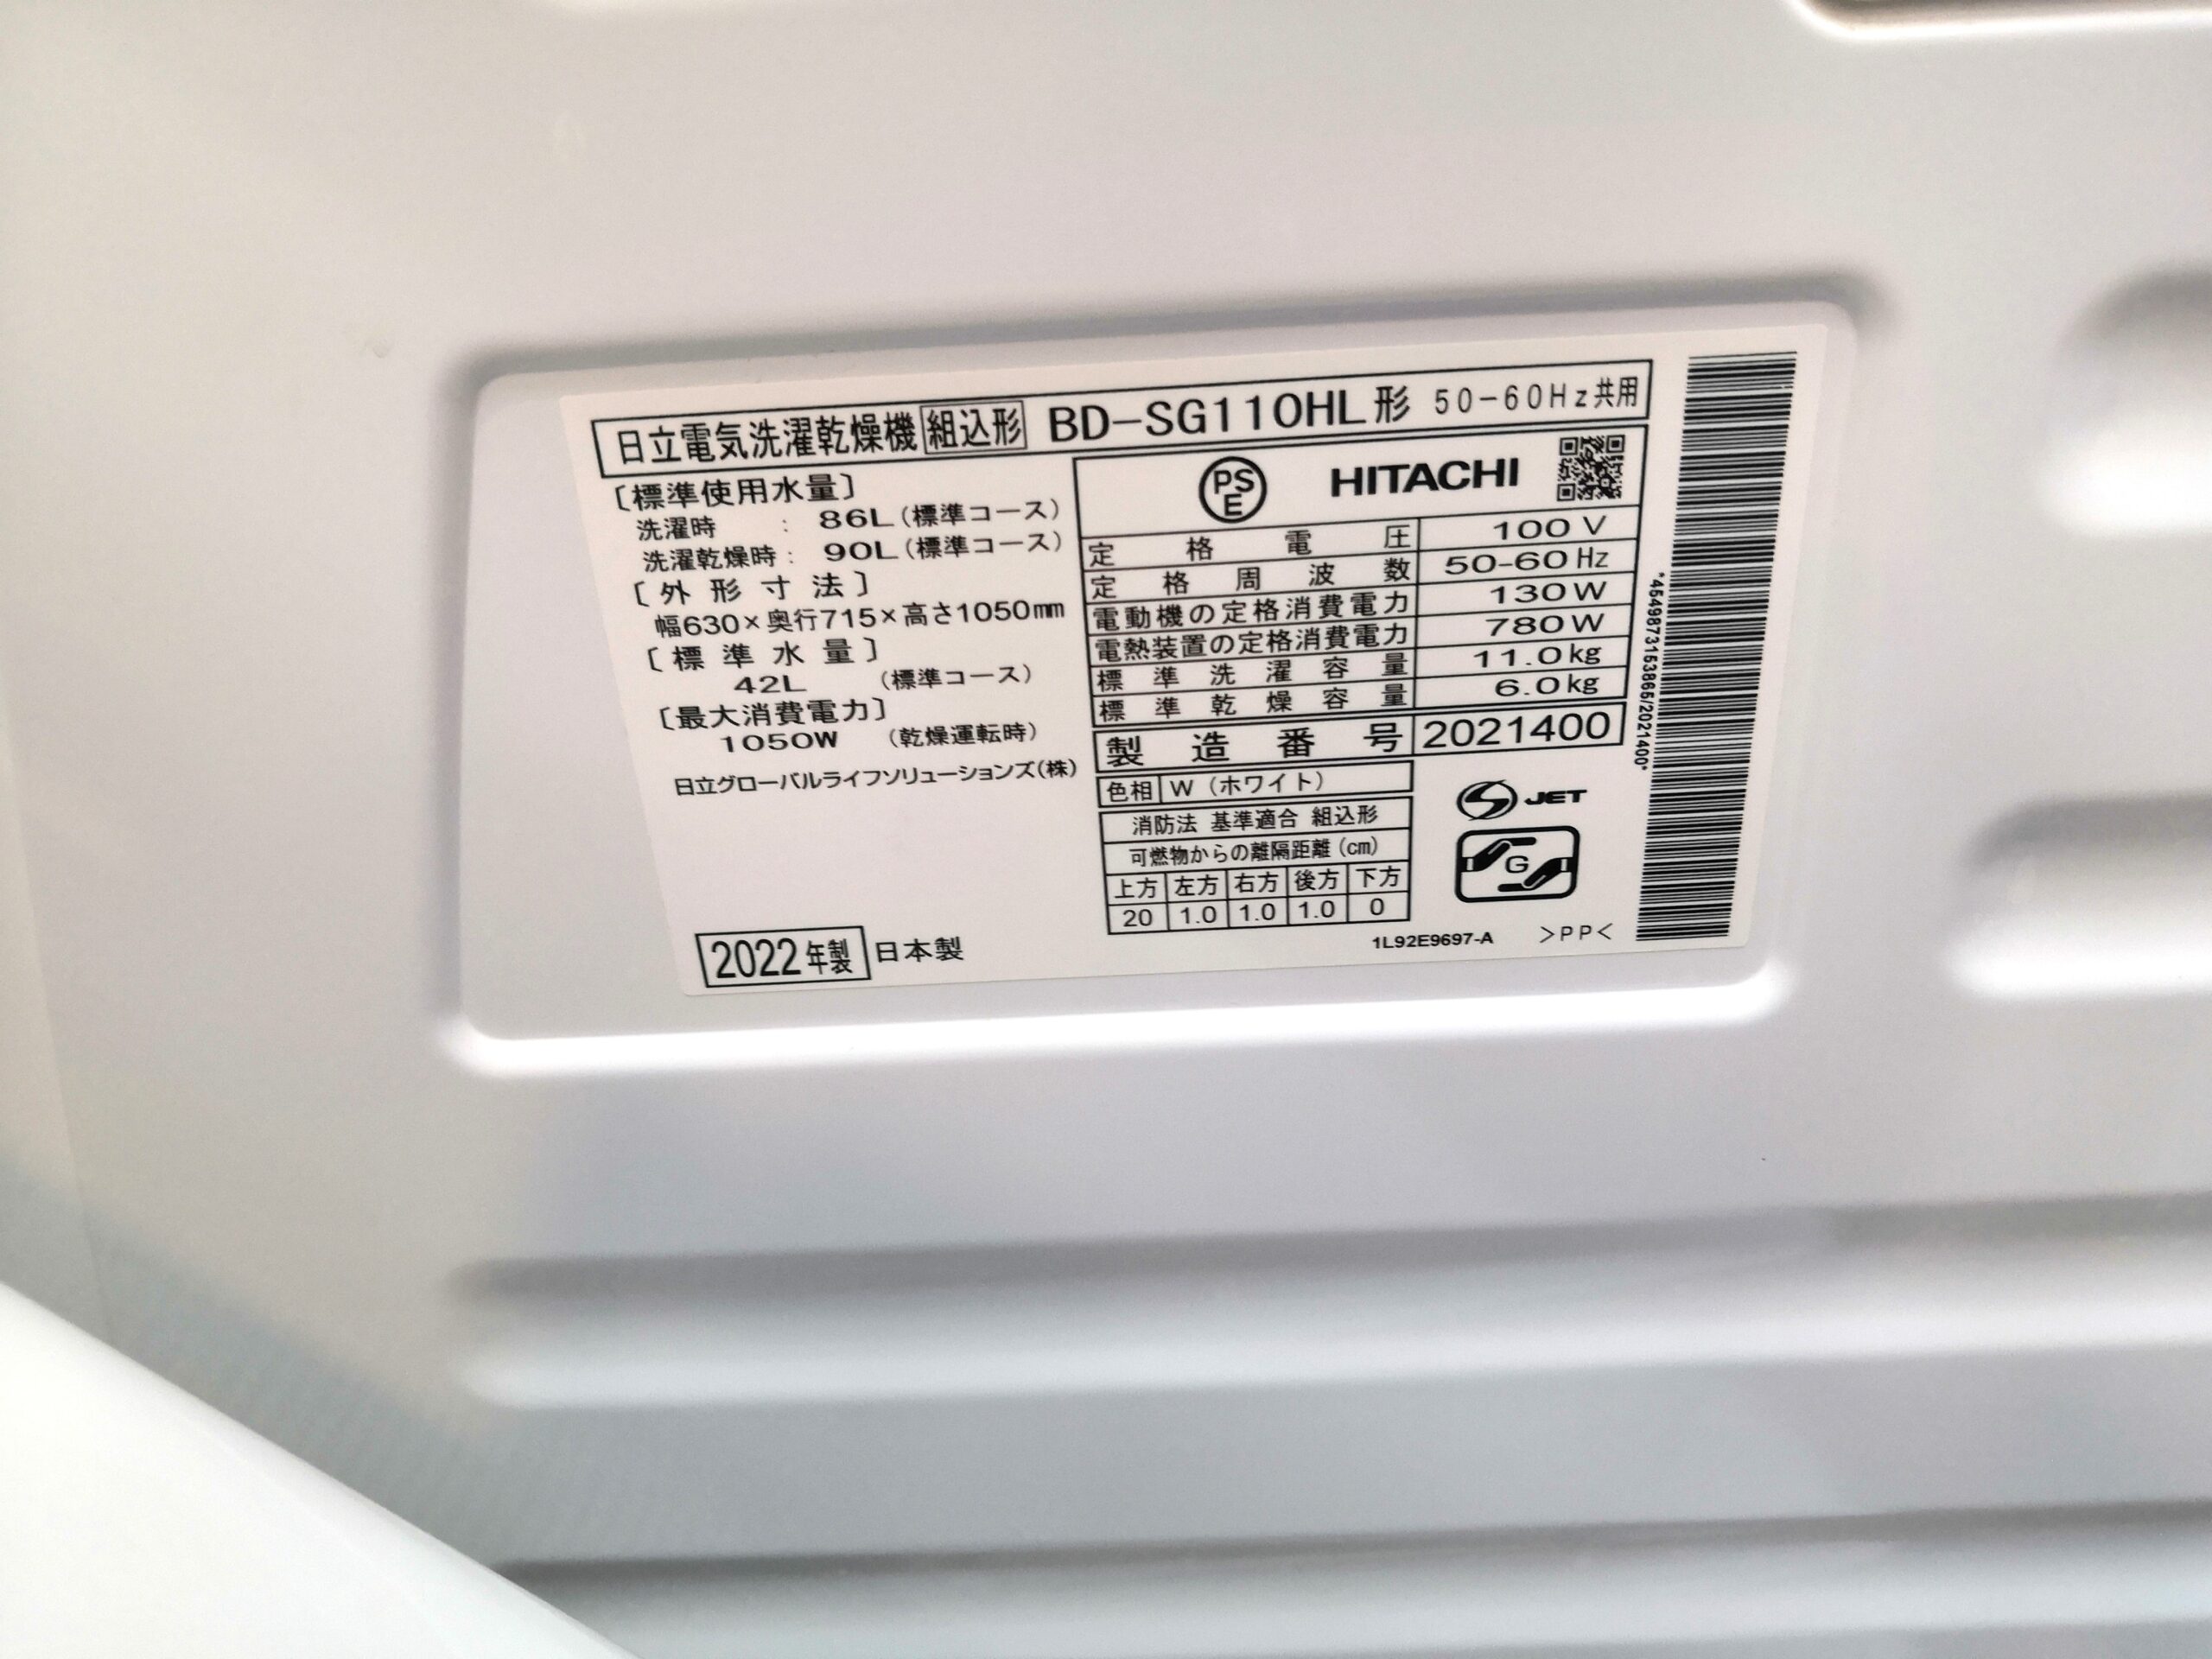 日立電気洗濯乾燥機 組込形 BD-SG110HL形 50-60Hz共用
〔標準使用水量〕
洗濯時 : 86L(標準コース)
洗濯乾燥時: 90L(標準コース)
〔外形寸法〕
幅630×奥行715×高さ1050mm
〔標準水量〕
42L (標準コース)
〔最大消費電力〕
1050W (乾燥運転時)
日立グローバルライフソリューションズ(株)
2022年製 日本製
PSE HITACHI
定格電圧 100V
定格周波数 50-60Hz
電動機の定格消費電力 130W
電熱装置の定格消費電力 780W
標準洗濯容量 11.0kg
標準乾燥容量 6.0kg
製造番号 2021400
色相 W(ホワイト)
消防法 基準適合 組込形
可燃物からの離隔距離(cm)
上方 左方 右方 後方 下方
20 1.0 1.0 1.0 0
S JET
G
1L92E9697-A >PP<
*4549873153865/2021400*